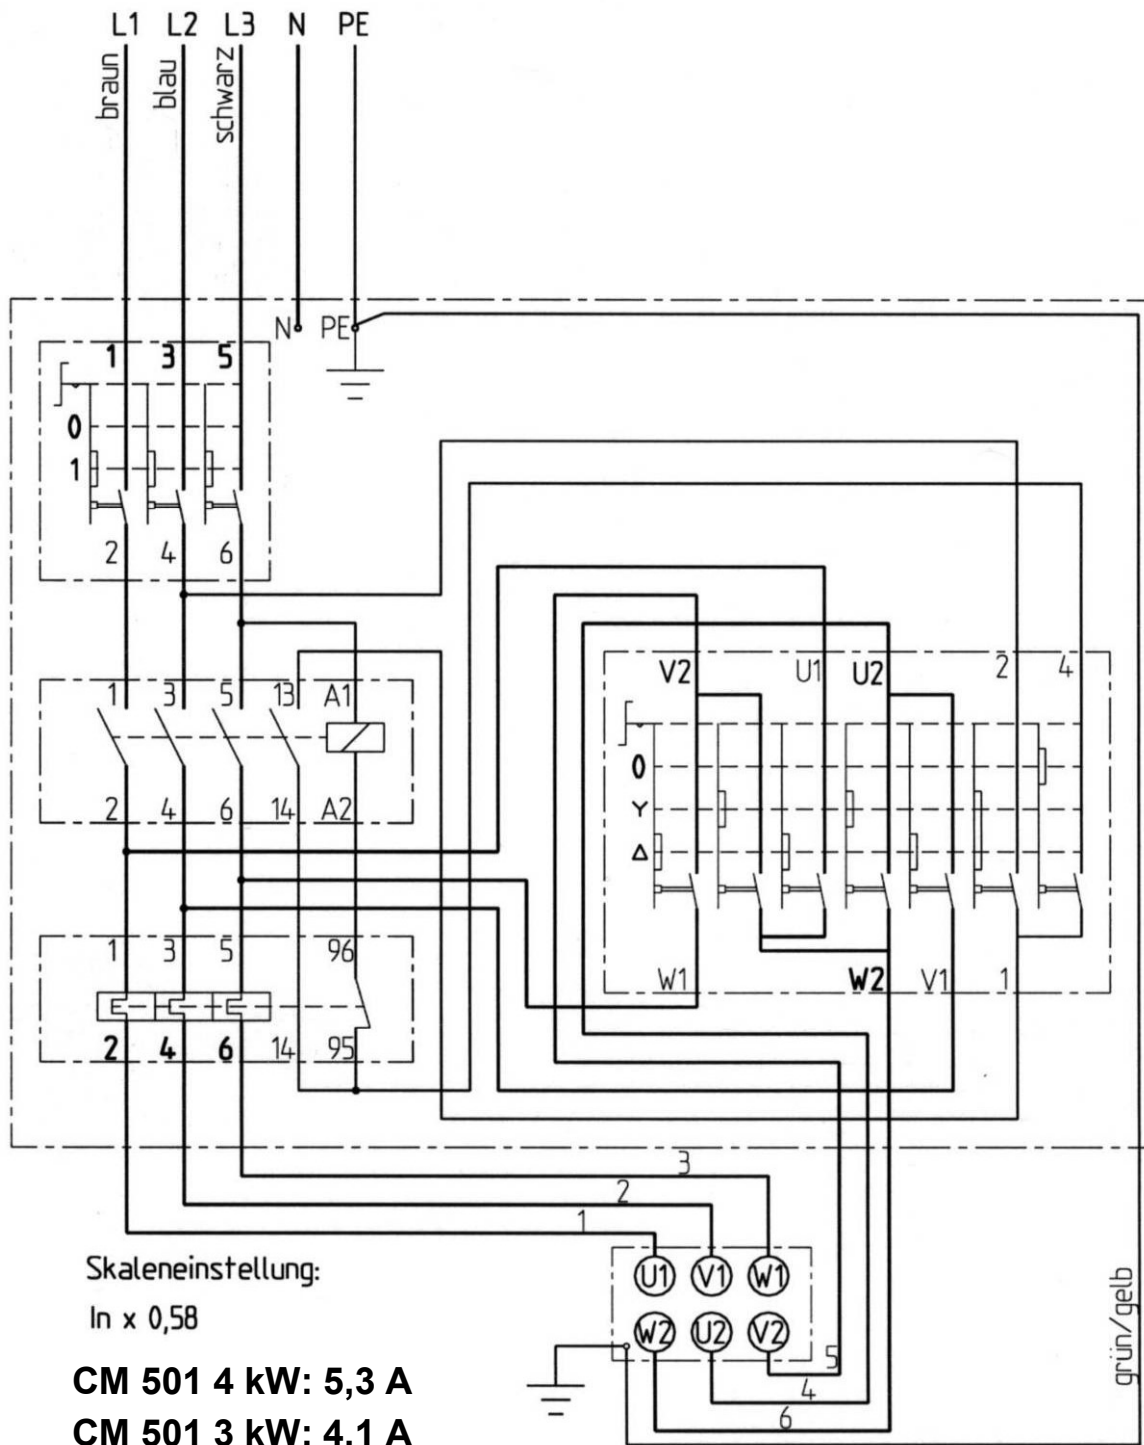 L1 L2 L3 N PE
braun
blau
schwarz
N PE
1 3 5
0
1
2 4 6
V2 U1 U2 2 4
1 3 5 13 A1
0
Y
Δ
2 4 6 14 A2
1 3 5 96
W1 W2 V1 1
2 4 6 14 95
3
2
1
Skaleneinstellung:
In x 0,58
U1 V1 W1
W2 U2 V2
5
4
6
grün/gelb
CM 501 4 kW: 5,3 A
CM 501 3 kW: 4,1 A